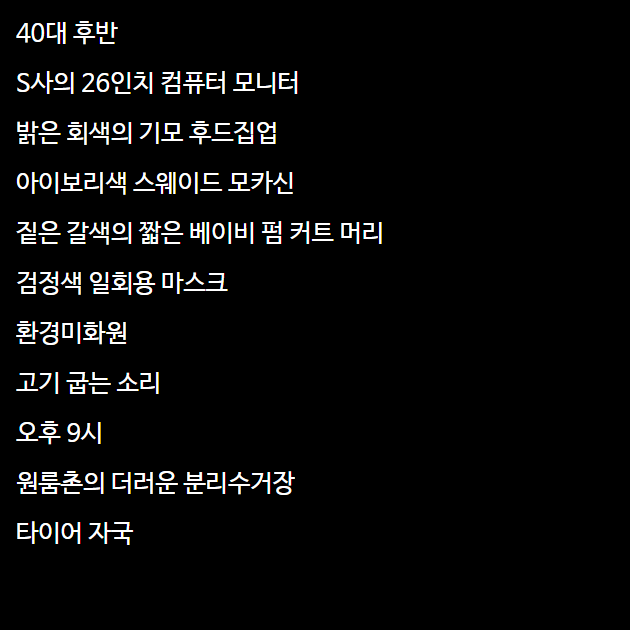 40대 후반
S사의 26인치 컴퓨터 모니터
밝은 회색의 기모 후드집업
아이보리색 스웨이드 모카신
짙은 갈색의 짧은 베이비 펌 커트 머리
검정색 일회용 마스크
환경미화원
고기 굽는 소리
오후 9시
원룸촌의 더러운 분리수거장
타이어 자국